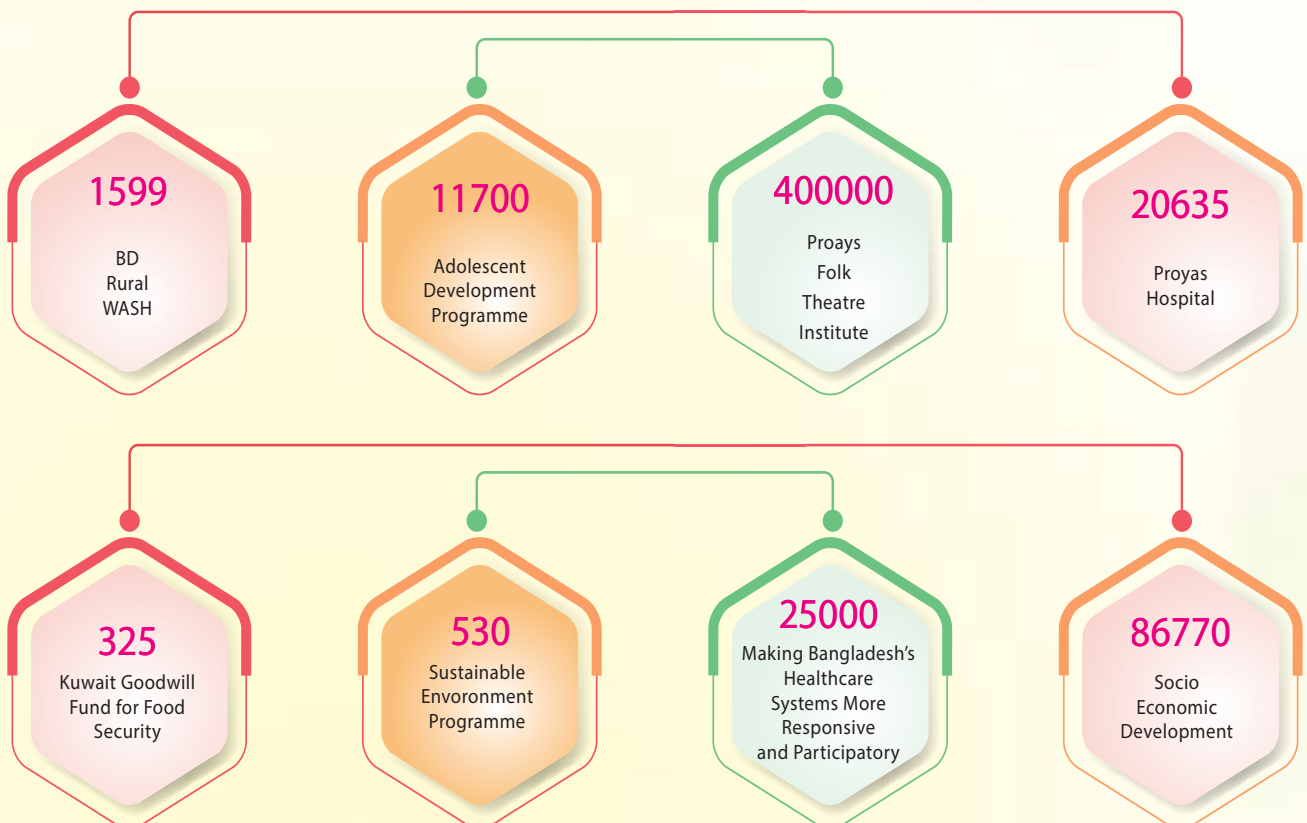 1599
BD
Rural
WASH
11700
Adolescent
Development
Programme
400000
Proays
Folk
Theatre
Institute
20635
Proyas
Hospital
325
Kuwait Goodwill
Fund for Food
Security
530
Sustainable
Envoronment
Programme
25000
Making Bangladesh’s
Healthcare
Systems More
Responsive
and Participatory
86770
Socio
Economic
Development